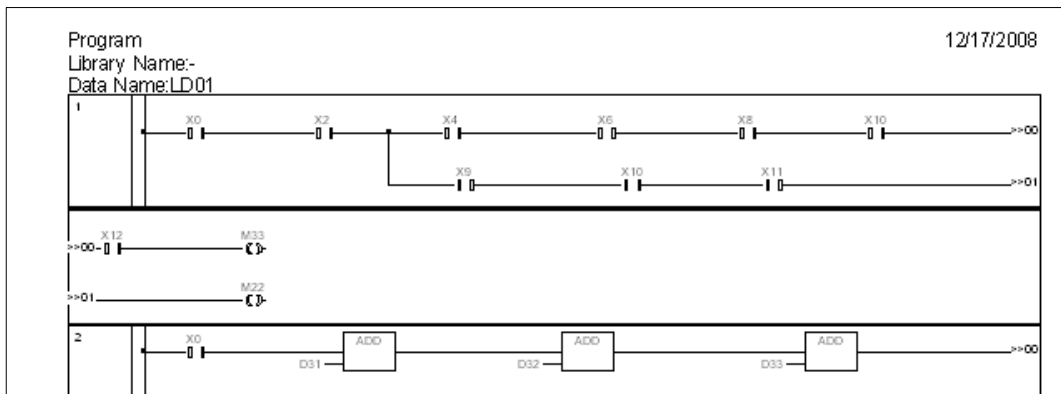 Program 12/17/2008
Library Name:-
Data Name:LD01
1
X0 X2 X4 X6 X8 X10
>>00
X9 X10 X11
>>01
X12 M33
>>00
M22
>>01
2
X0 ADD ADD ADD
>>00
D31 D32 D33